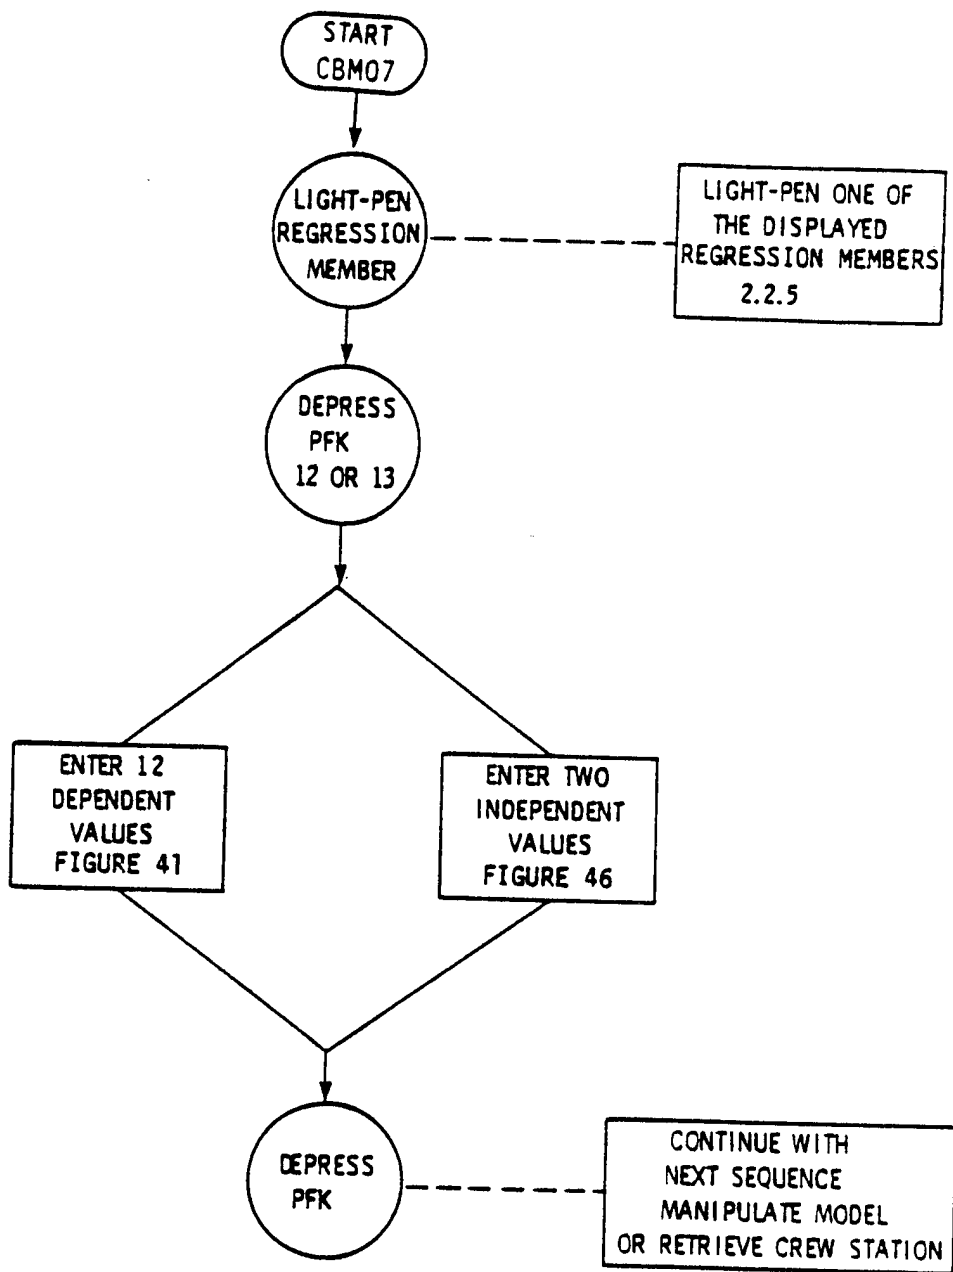 START
CBM07
LIGHT-PEN
REGRESSION
MEMBER
LIGHT-PEN ONE OF
THE DISPLAYED
REGRESSION MEMBERS
2.2.5
DEPRESS
PFK
12 OR 13
ENTER 12
DEPENDENT
VALUES
FIGURE 41
ENTER TWO
INDEPENDENT
VALUES
FIGURE 46
DEPRESS
PFK
CONTINUE WITH
NEXT SEQUENCE
MANIPULATE MODEL
OR RETRIEVE CREW STATION